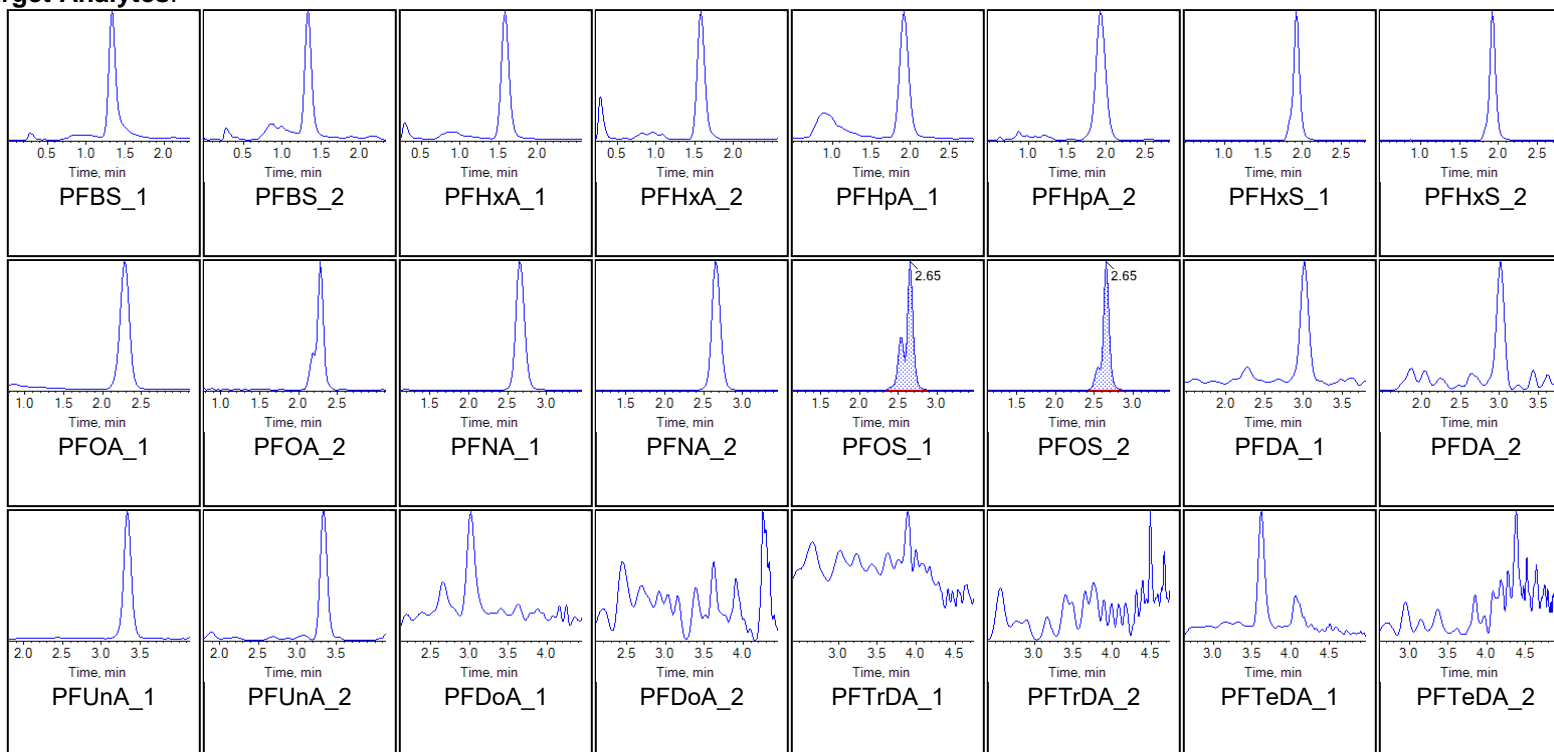 rget Analytes:
0.5 1.0 1.5 2.0 0.5 1.0 1.5 2.0 0.5 1.0 1.5 2.0 0.5 1.0 1.5 2.0 1.0 1.5 2.0 2.5 1.0 1.5 2.0 2.5 1.0 1.5 2.0 2.5 1.0 1.5 2.0 2.5
Time, min Time, min Time, min Time, min Time, min Time, min Time, min Time, min
PFBS_1 PFBS_2 PFHxA_1 PFHxA_2 PFHpA_1 PFHpA_2 PFHxS_1 PFHxS_2
2.65 2.65
1.0 1.5 2.0 2.5 1.0 1.5 2.0 2.5 1.5 2.0 2.5 3.0 1.5 2.0 2.5 3.0 1.5 2.0 2.5 3.0 1.5 2.0 2.5 3.0 2.0 2.5 3.0 3.5 2.0 2.5 3.0 3.5
Time, min Time, min Time, min Time, min Time, min Time, min Time, min Time, min
PFOA_1 PFOA_2 PFNA_1 PFNA_2 PFOS_1 PFOS_2 PFDA_1 PFDA_2
2.0 2.5 3.0 3.5 2.0 2.5 3.0 3.5 2.5 3.0 3.5 4.0 2.5 3.0 3.5 4.0 3.0 3.5 4.0 4.5 3.0 3.5 4.0 4.5 3.0 3.5 4.0 4.5 3.0 3.5 4.0 4.5
Time, min Time, min Time, min Time, min Time, min Time, min Time, min Time, min
PFUnA_1 PFUnA_2 PFDoA_1 PFDoA_2 PFTrDA_1 PFTrDA_2 PFTeDA_1 PFTeDA_2